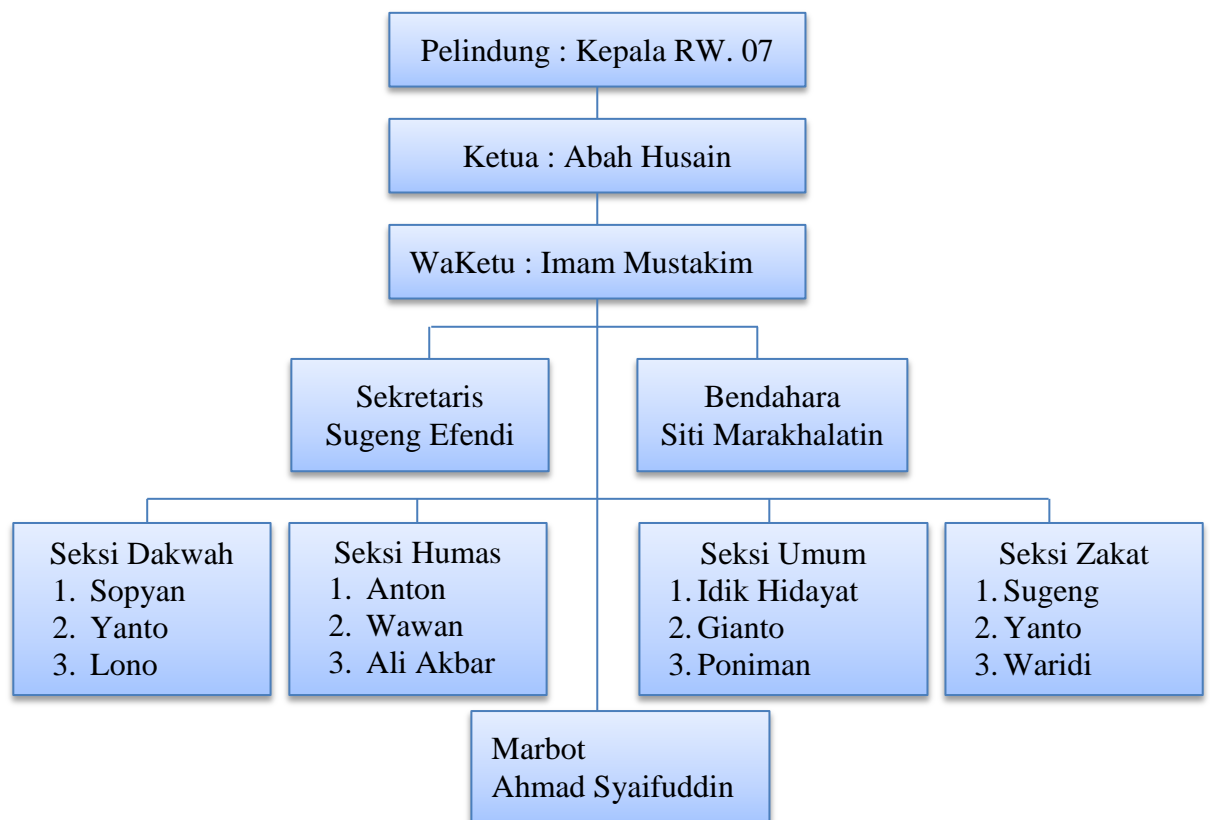 Pelindung : Kepala RW. 07
Ketua : Abah Husain
WaKetu : Imam Mustakim
Sekretaris
Sugeng Efendi
Bendahara
Siti Marakhalatin
Seksi Dakwah
1. Sopyan
2. Yanto
3. Lono
Seksi Humas
1. Anton
2. Wawan
3. Ali Akbar
Seksi Umum
1. Idik Hidayat
2. Gianto
3. Poniman
Seksi Zakat
1. Sugeng
2. Yanto
3. Waridi
Marbot
Ahmad Syaifuddin